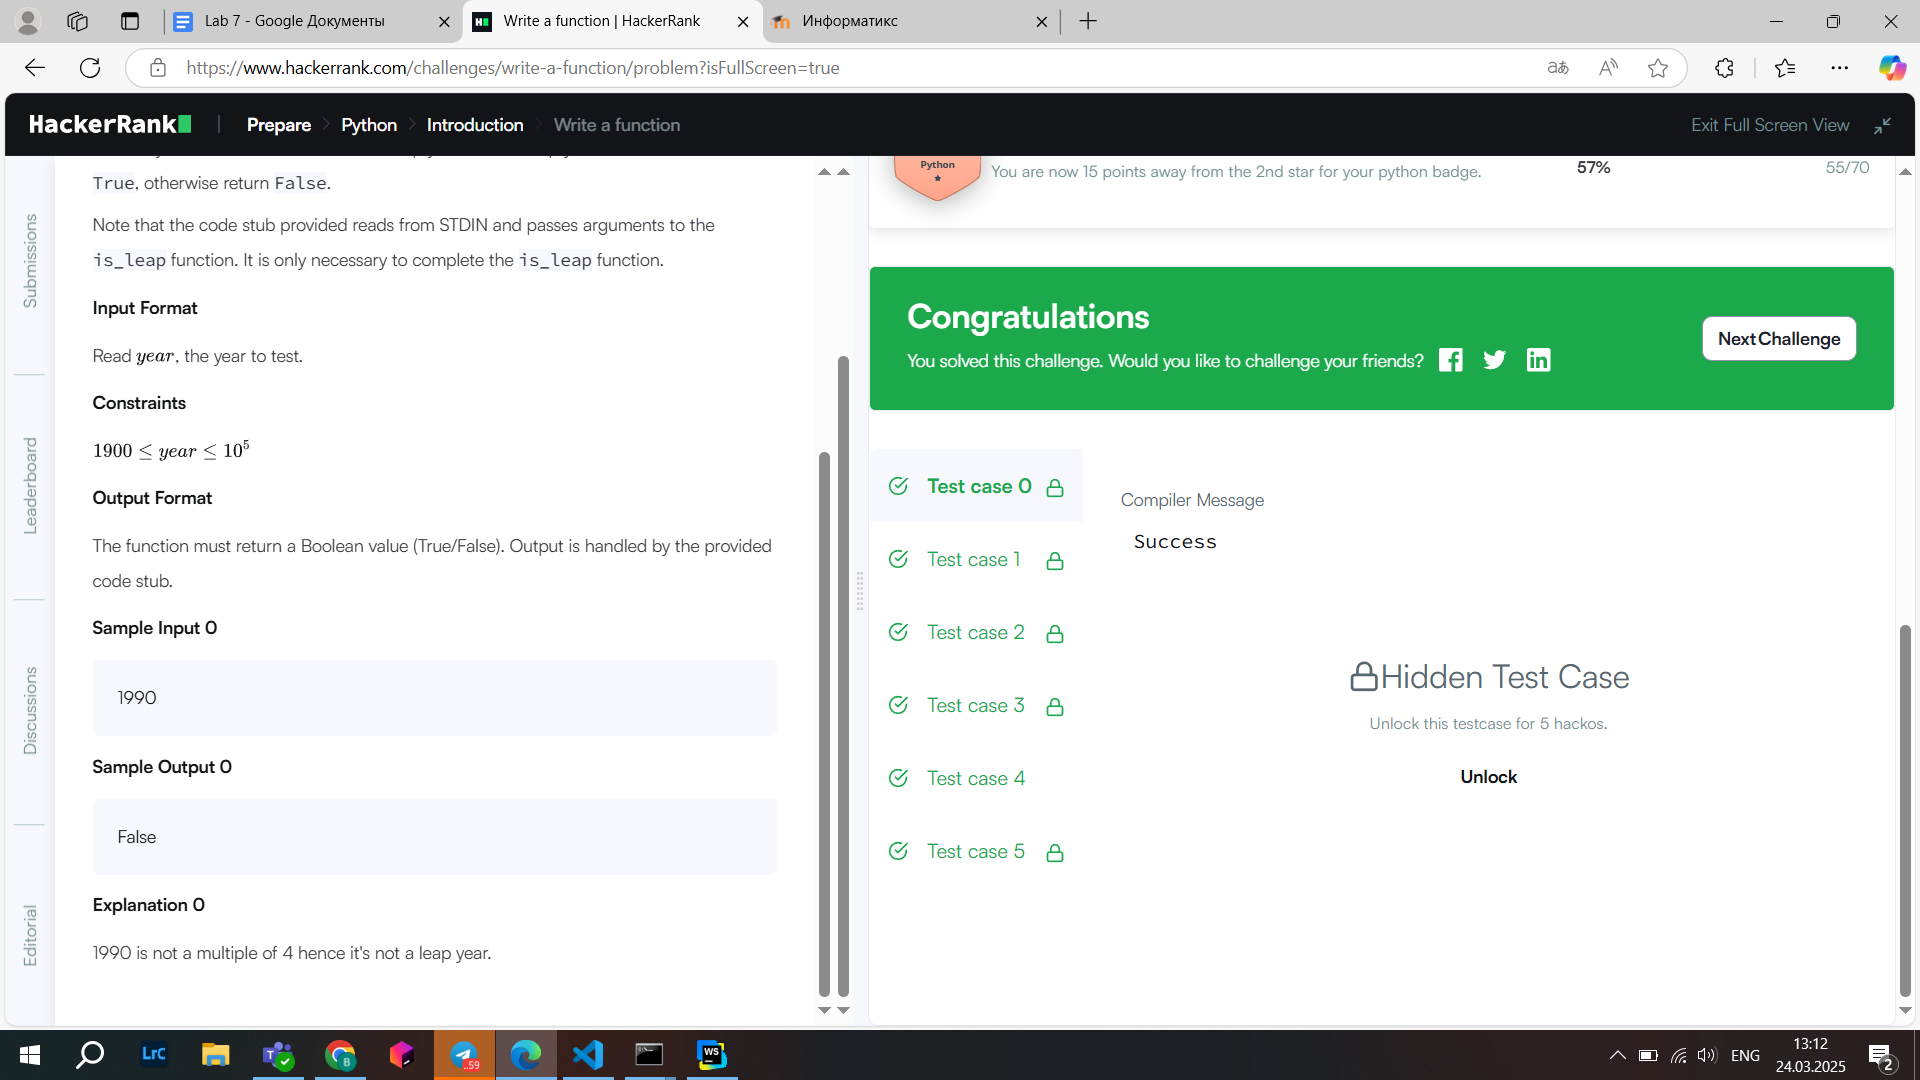 Lab 7 - Google Документы
Write a function | HackerRank
Информатикс
https://www.hackerrank.com/challenges/write-a-function/problem?isFullScreen=true
HackerRank
Prepare
Python
Introduction
Write a function
Exit Full Screen View
Submissions
Leaderboard
Discussions
Editorial
True, otherwise return False.
Note that the code stub provided reads from STDIN and passes arguments to the
is_leap function. It is only necessary to complete the is_leap function.
Input Format
Read year, the year to test.
Constraints
1900 ≤ year ≤ 10^5
Output Format
The function must return a Boolean value (True/False). Output is handled by the provided
code stub.
Sample Input 0
1990
Sample Output 0
False
Explanation 0
1990 is not a multiple of 4 hence it's not a leap year.
Python
You are now 15 points away from the 2nd star for your python badge.
57%
55/70
Congratulations
You solved this challenge. Would you like to challenge your friends?
Next Challenge
Test case 0
Test case 1
Test case 2
Test case 3
Test case 4
Test case 5
Compiler Message
Success
Hidden Test Case
Unlock this testcase for 5 hackos.
Unlock
LrC
T
B
..59
WS
ENG
13:12
24.03.2025
2